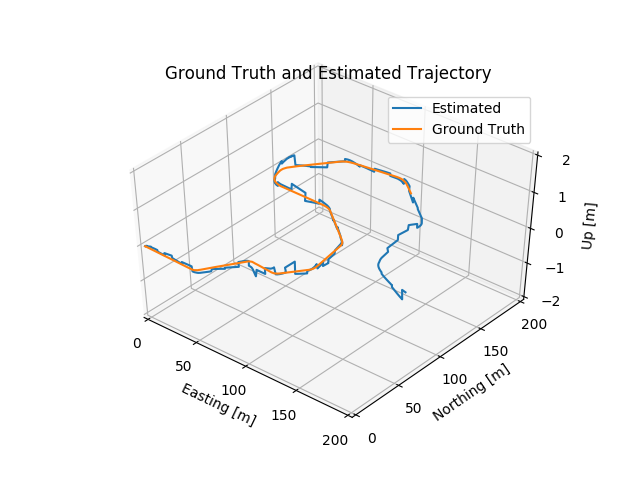 Ground Truth and Estimated Trajectory
Estimated
Ground Truth
2
1
0
−1
−2
Up [m]
0
50
100
150
200
Easting [m]
0
50
100
150
200
Northing [m]